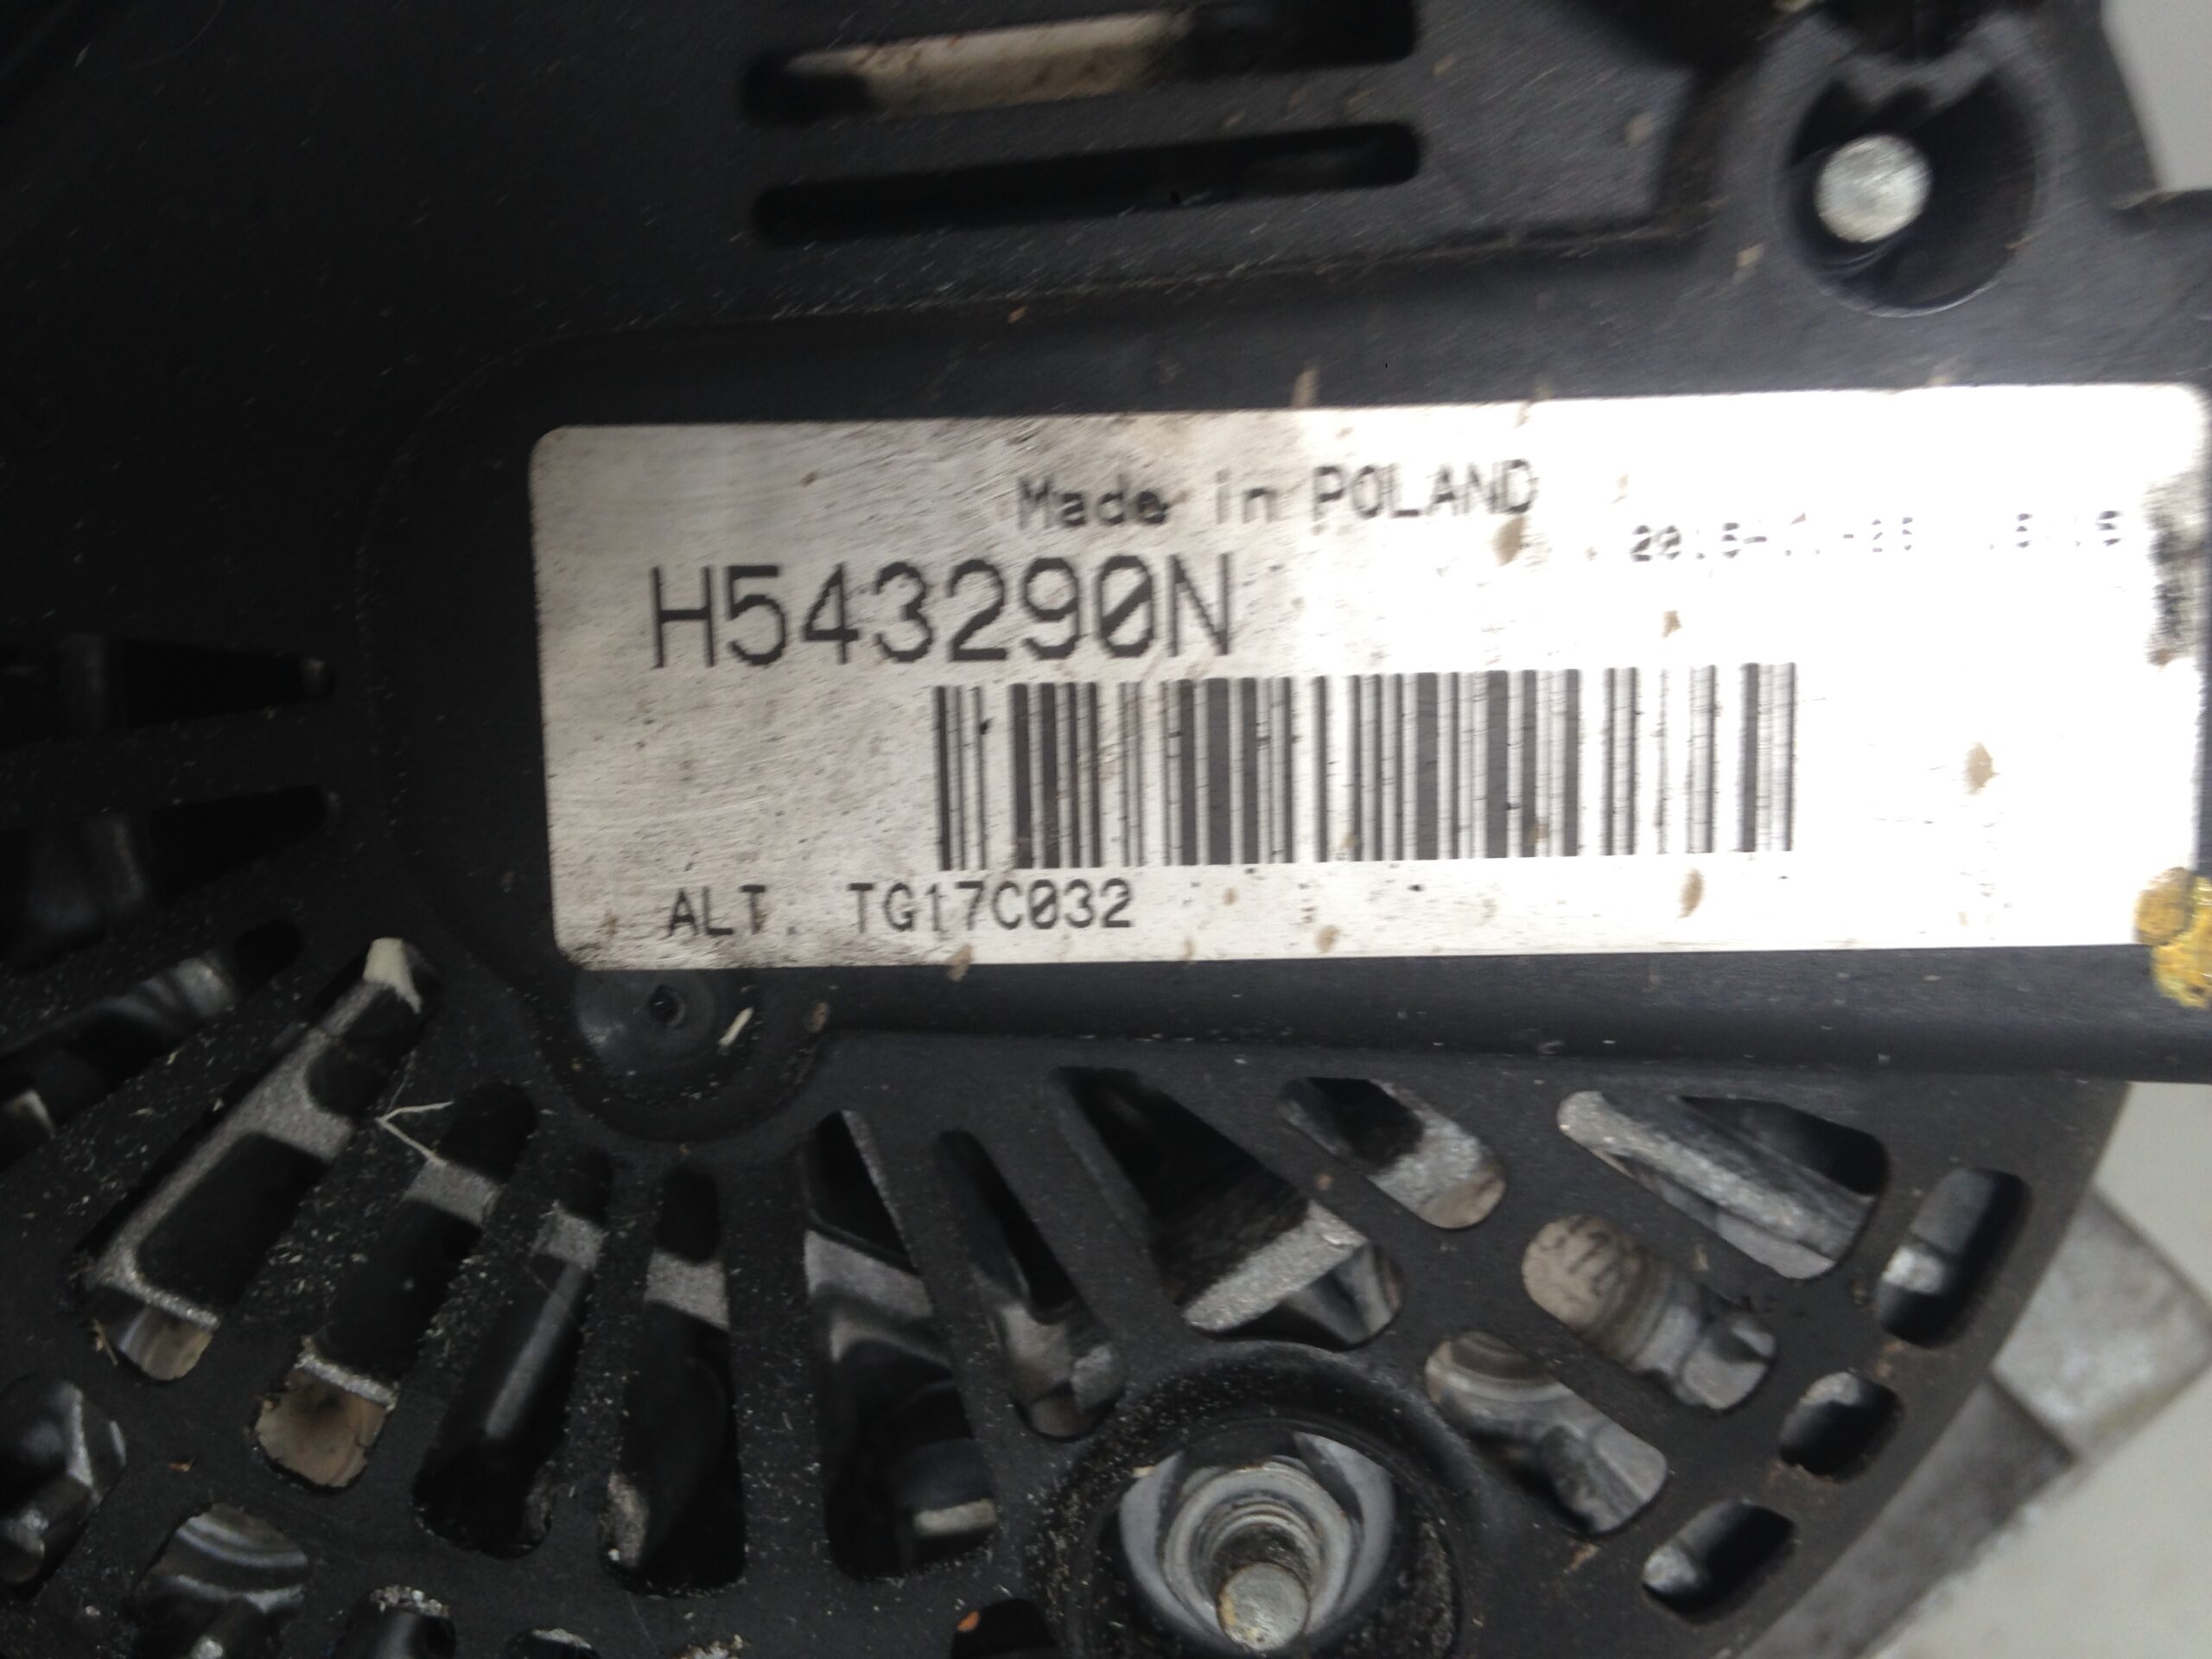 Made in POLAND
H543290N
ALT. TG17C032